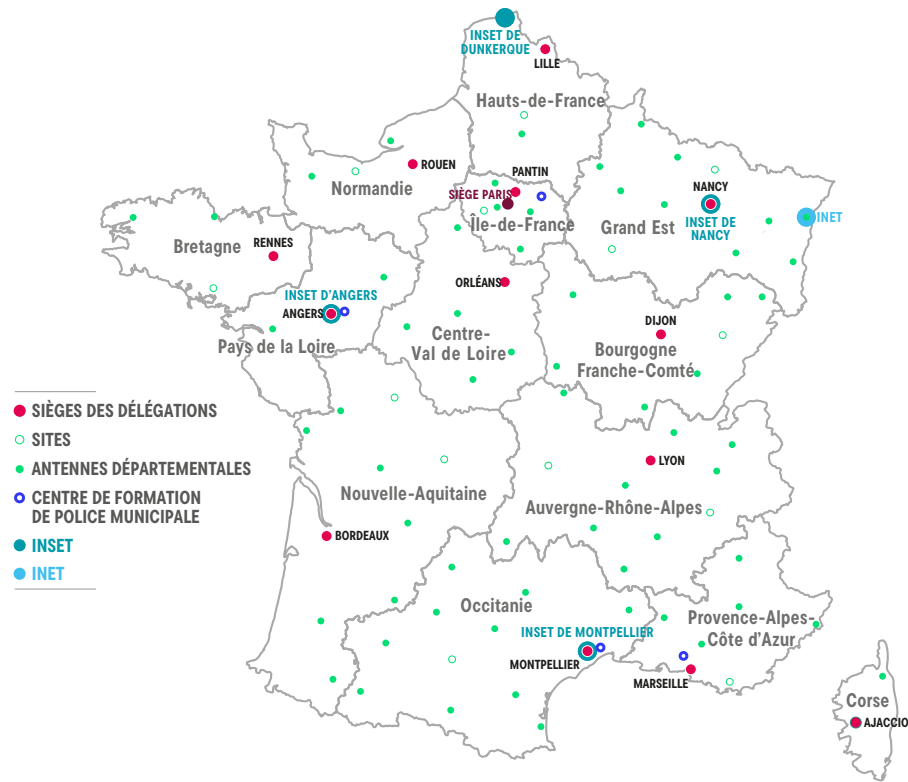 INSET DE
DUNKERQUE
LILLE
Hauts-de-France
ROUEN
Normandie
PANTIN
SIÈGE PARIS
Île-de-France
NANCY
INSET DE
NANCY
Grand Est
INET
Bretagne
RENNES
INSET D'ANGERS
ANGERS
Pays de la Loire
ORLÉANS
Centre-
Val de Loire
DIJON
Bourgogne
Franche-Comté
SIÈGES DES DÉLÉGATIONS
SITES
ANTENNES DÉPARTEMENTALES
CENTRE DE FORMATION
DE POLICE MUNICIPALE
INSET
INET
Nouvelle-Aquitaine
BORDEAUX
LYON
Auvergne-Rhône-Alpes
Occitanie
INSET DE MONTPELLIER
MONTPELLIER
Provence-Alpes-
Côte d'Azur
MARSEILLE
Corse
AJACCIO